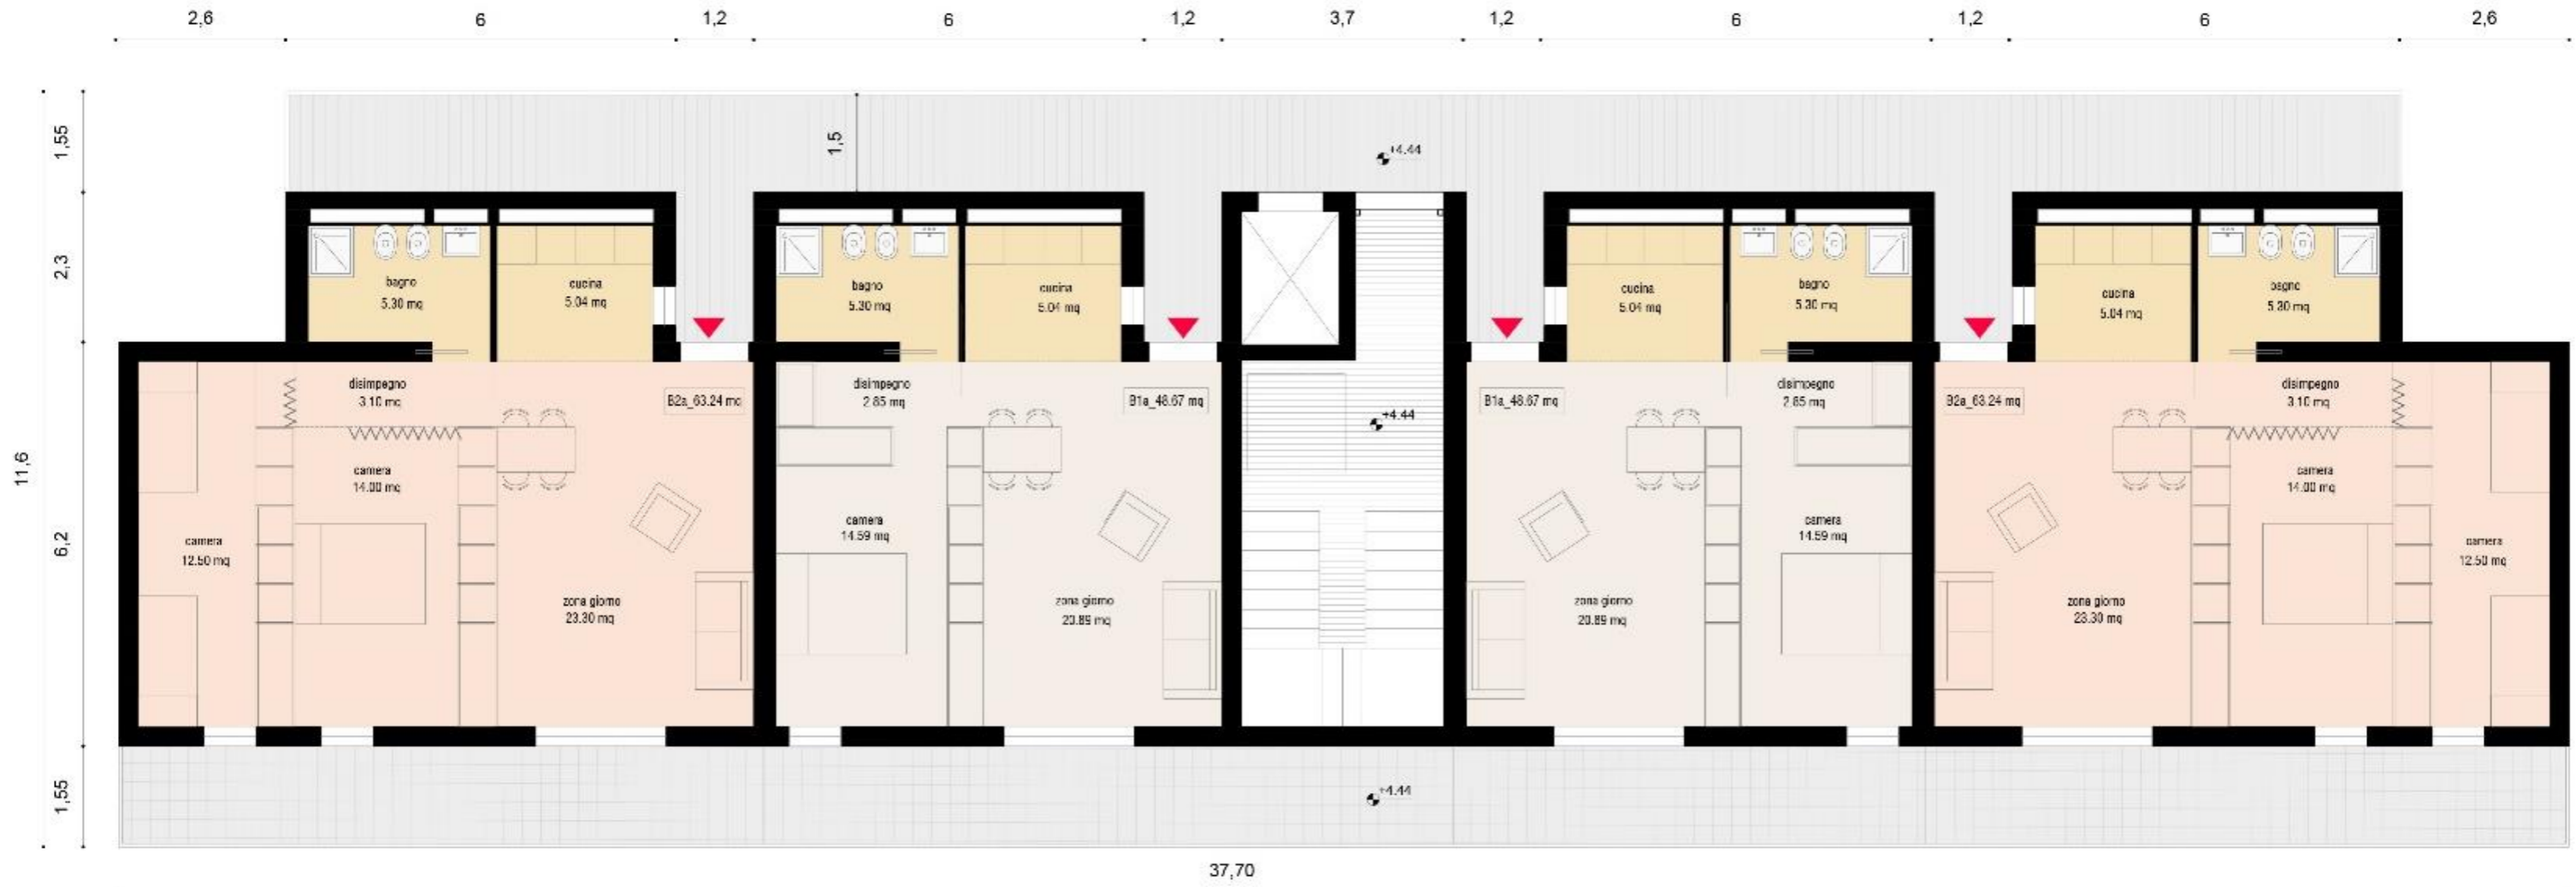 2,6 6 1,2 6 1,2 3,7 1,2 6 1,2 6 2,6
1,55
1,5
+4.44
2,3
bagno
5.30 mq
cucina
5.04 mq
bagno
5.30 mq
cucina
5.04 mq
cucina
5.04 mq
bagno
5.30 mq
cucina
5.04 mq
bagno
5.30 mq
disimpegno
3.10 mq
B2a_63.24 mq
disimpegno
2.85 mq
B1a_48.67 mq
+4.44
B1a_48.67 mq
disimpegno
2.85 mq
B2a_63.24 mq
disimpegno
3.10 mq
11,6
6,2
camera
14.00 mq
camera
12.50 mq
zona giorno
23.30 mq
camera
14.59 mq
zona giorno
20.89 mq
zona giorno
20.89 mq
camera
14.59 mq
zona giorno
23.30 mq
camera
14.00 mq
camera
12.50 mq
1,55
+4.44
37,70